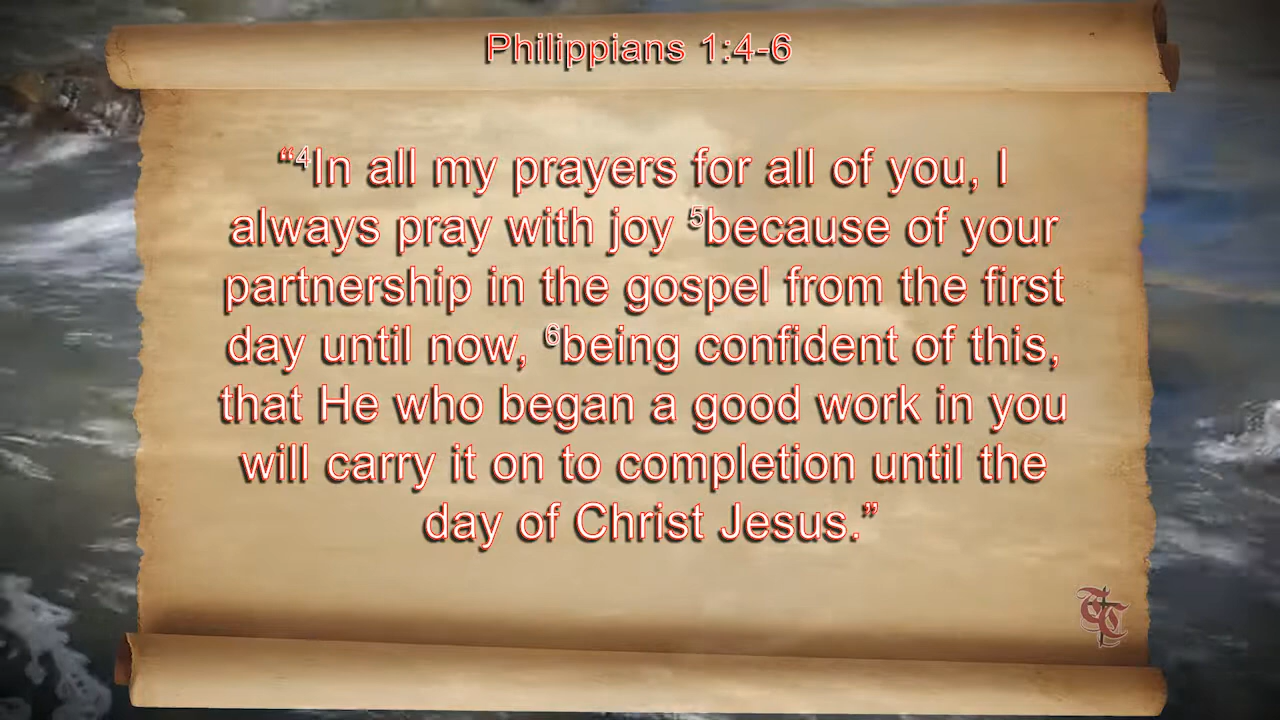 Philippians 1:4-6
“⁴In all my prayers for all of you, I
always pray with joy ⁵because of your
partnership in the gospel from the first
day until now, ⁶being confident of this,
that He who began a good work in you
will carry it on to completion until the
day of Christ Jesus.”